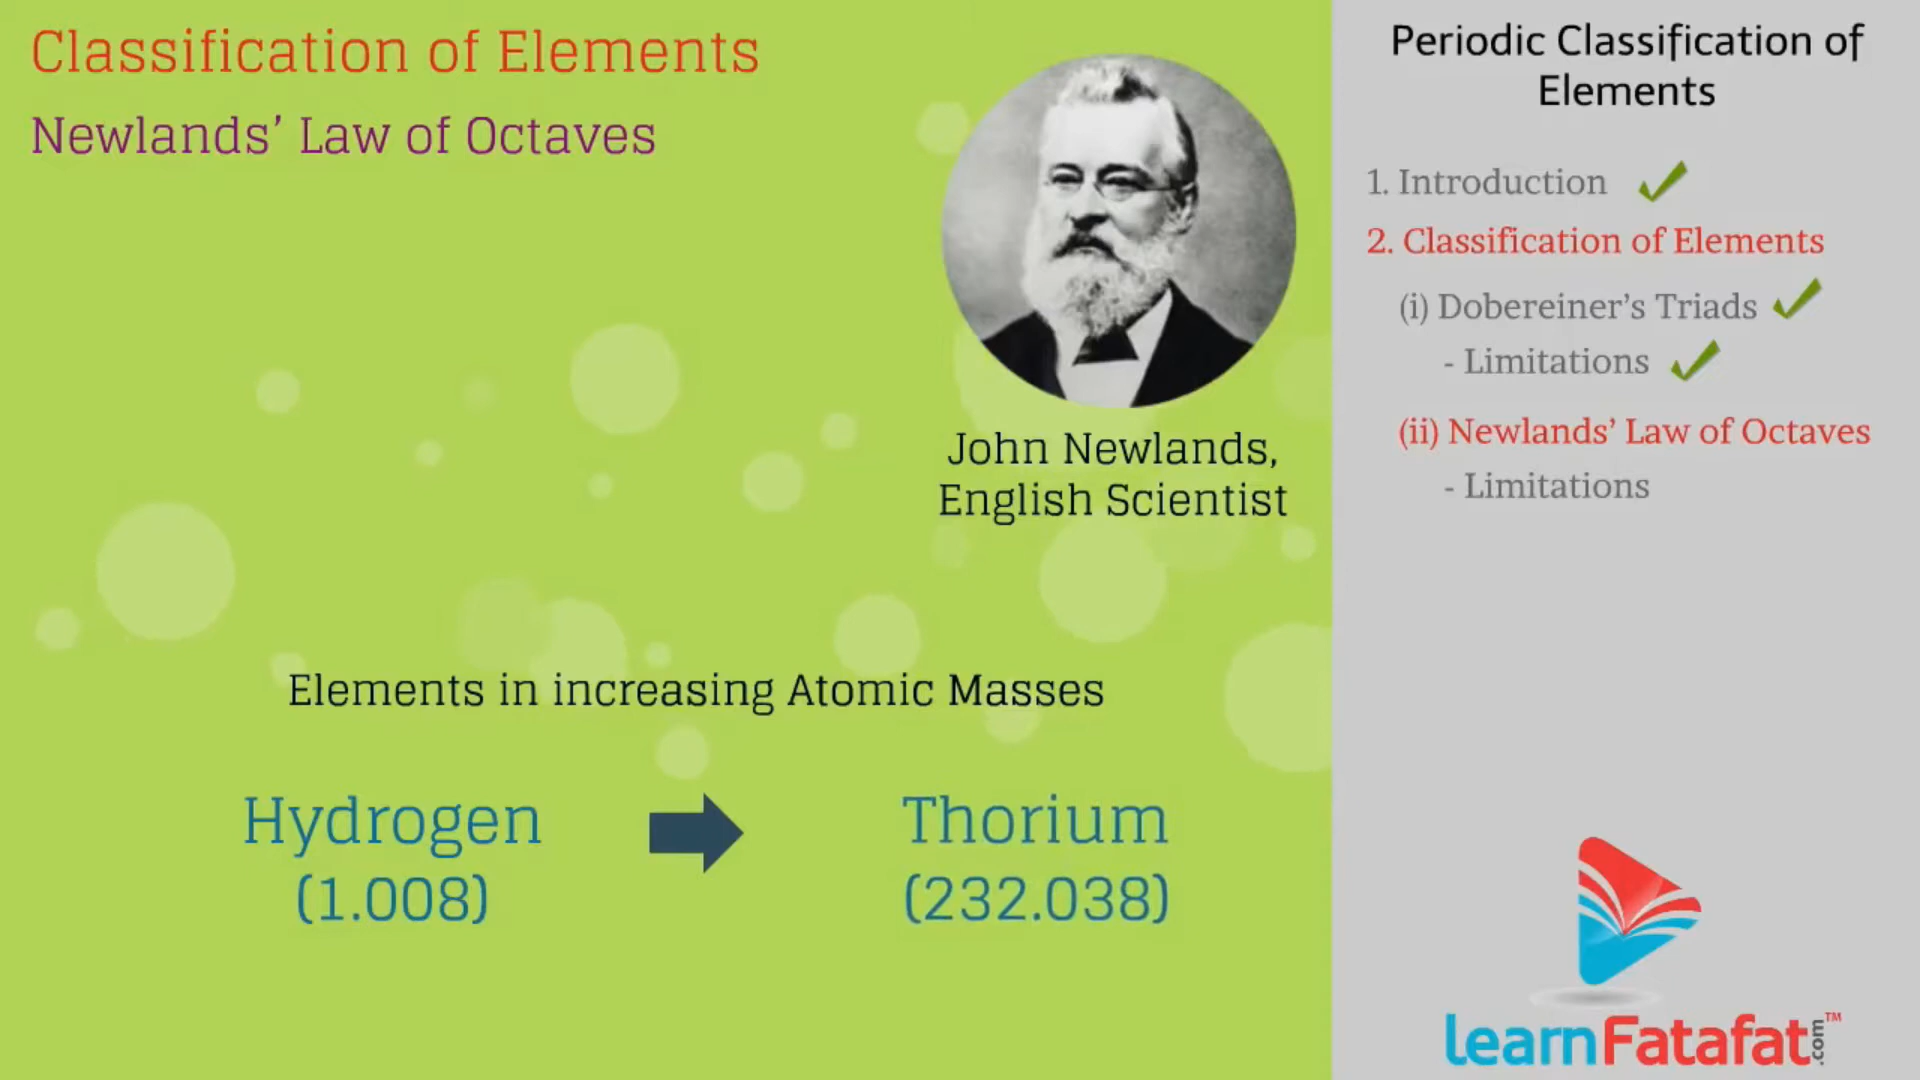 Classification of Elements
Newlands’ Law of Octaves
John Newlands,
English Scientist
Elements in increasing Atomic Masses
Hydrogen
(1.008)
Thorium
(232.038)
Periodic Classification of
Elements
1. Introduction
2. Classification of Elements
(i) Dobereiner’s Triads
- Limitations
(ii) Newlands’ Law of Octaves
- Limitations
learnFatafat.com™